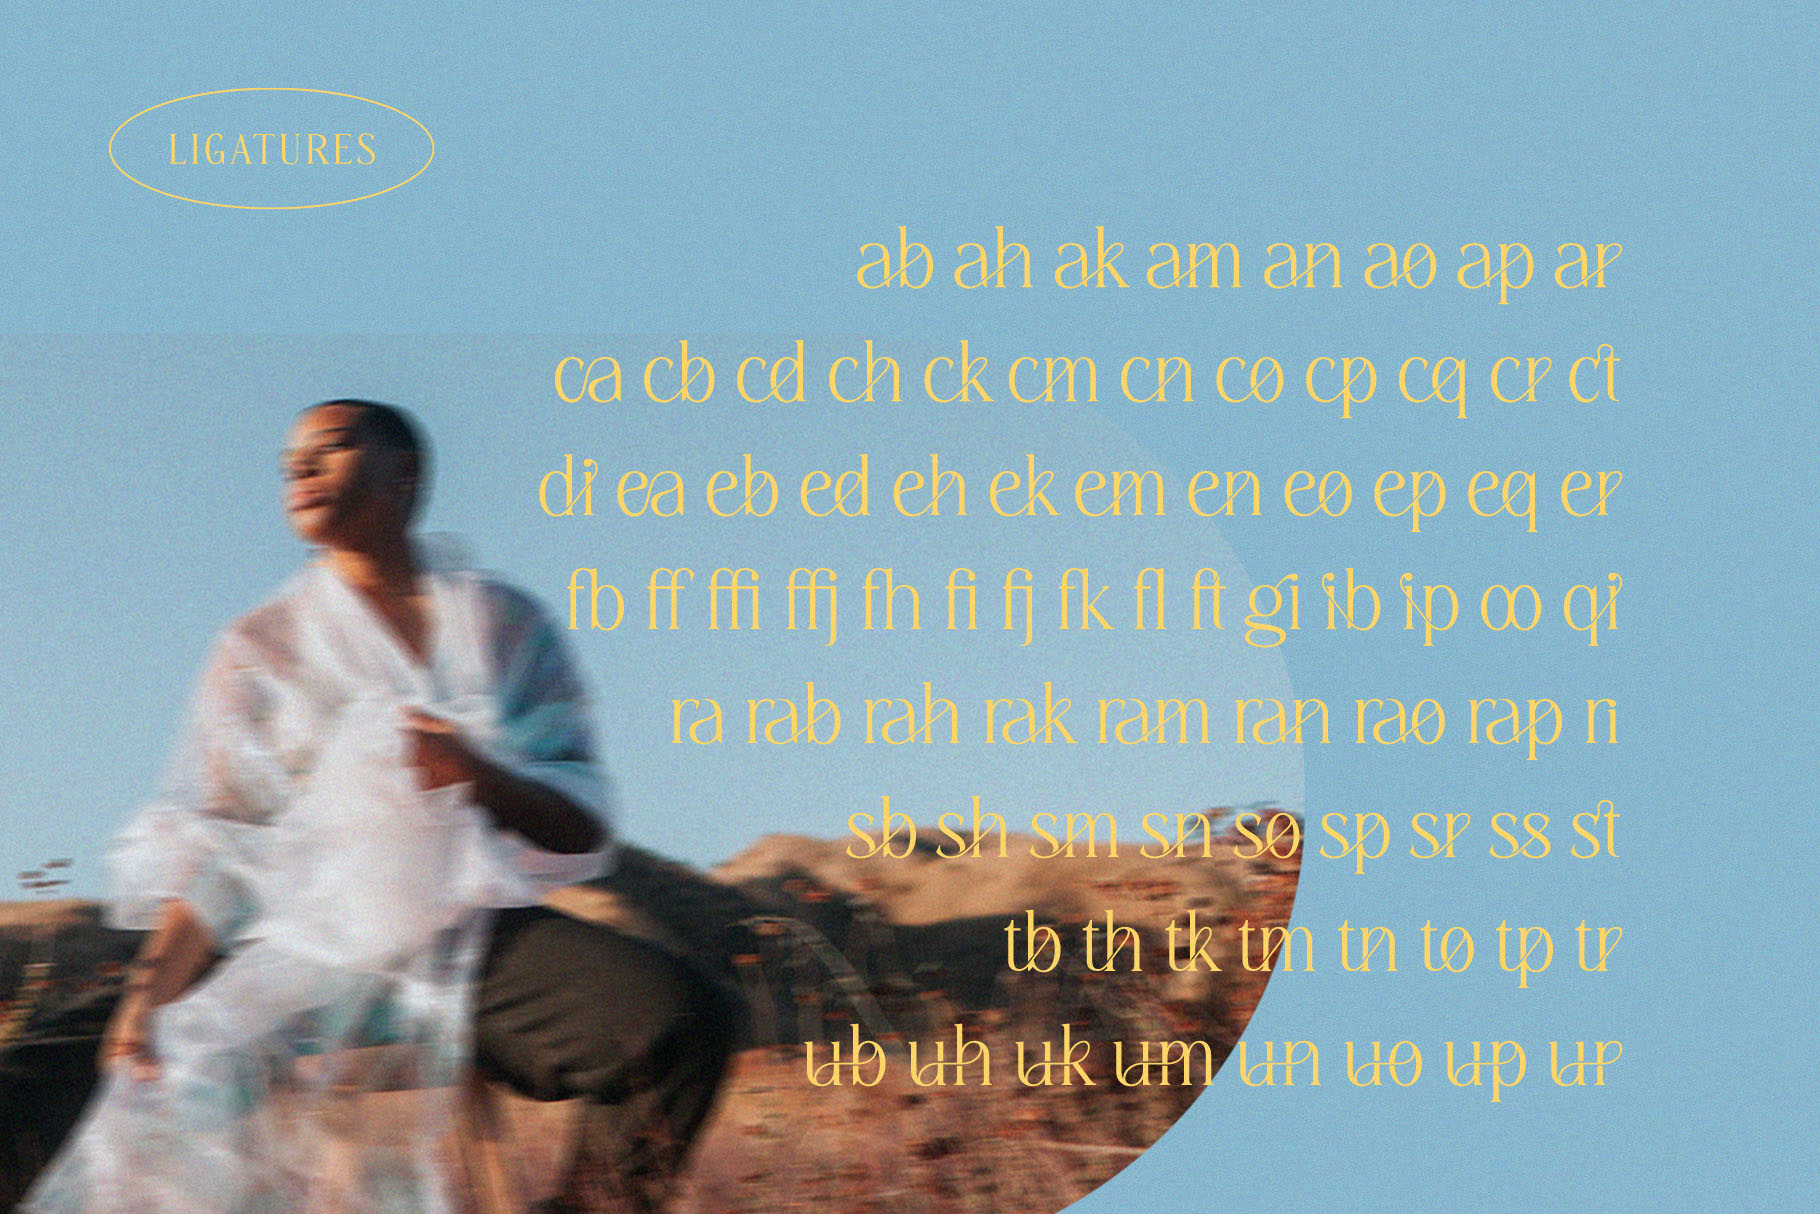 LIGATURES
ab ah ak am an ao ap ar
ca cb cd ch ck cm cn co cp cq cr ct
di ea eb ed eh ek em en eo ep eq er
fb ff ffi ffj fh fi fj fk fl ft gi ib ip oo qi
ra rab rah rak ram ran rao rap ri
sb sh sm sn so sp sr ss st
tb th tk tm tn to tp tr
ub uh uk um un uo up ur